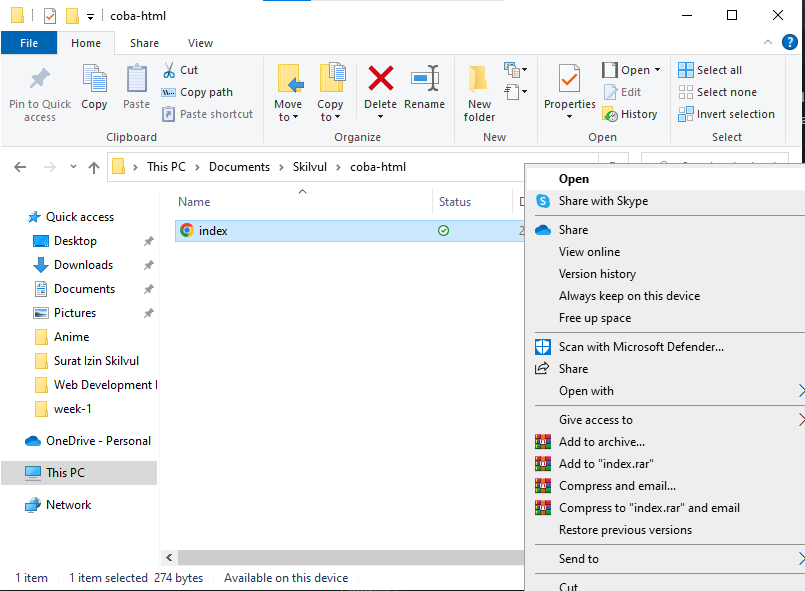 coba-html
File Home Share View
Pin to Quick access
Copy
Paste
Cut
Copy path
Paste shortcut
Clipboard
Move to
Copy to
Delete
Rename
Organize
New folder
New
Properties
Open
Edit
History
Open
Select all
Select none
Invert selection
Select
This PC > Documents > Skilvul > coba-html
Name Status
index
Quick access
Desktop
Downloads
Documents
Pictures
Anime
Surat Izin Skilvul
Web Development
week-1
OneDrive - Personal
This PC
Network
Open
Share with Skype
Share
View online
Version history
Always keep on this device
Free up space
Scan with Microsoft Defender...
Share
Open with
Give access to
Add to archive...
Add to "index.rar"
Compress and email...
Compress to "index.rar" and email
Restore previous versions
Send to
Cut
1 item 1 item selected 274 bytes Available on this device